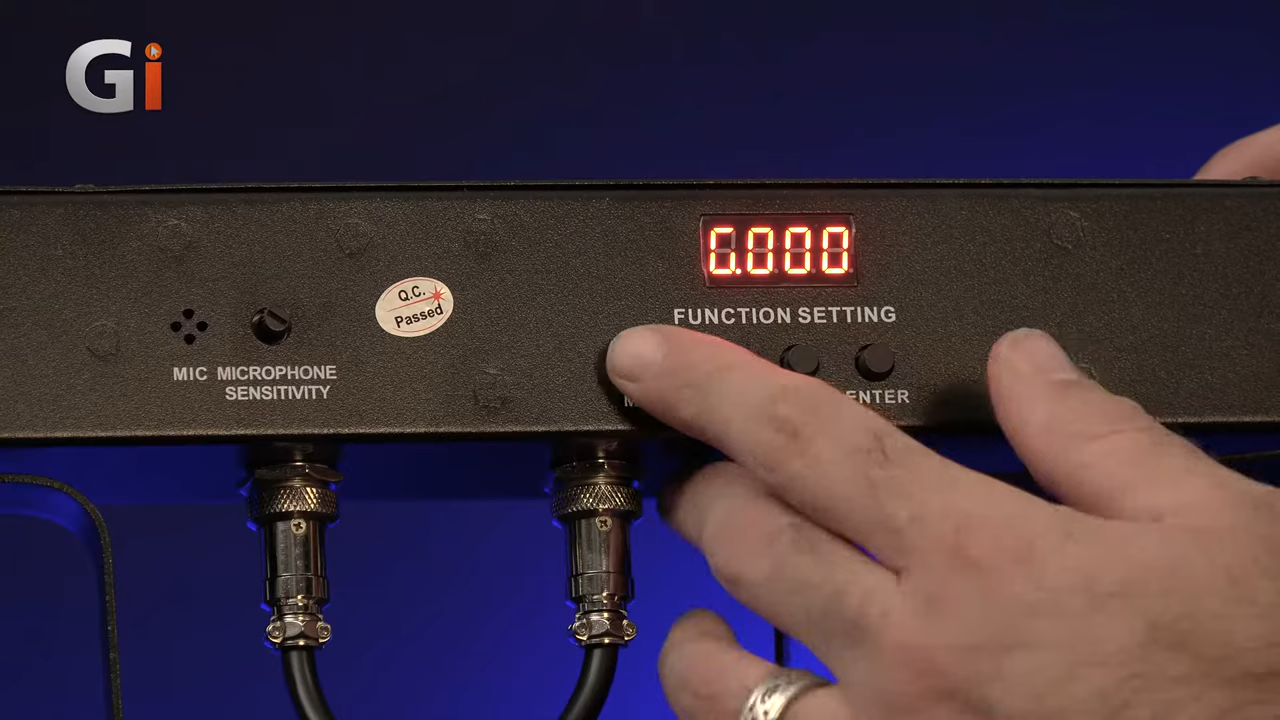 Gi
G.000
FUNCTION SETTING
Q.C.
Passed
MIC MICROPHONE
SENSITIVITY
ENTER